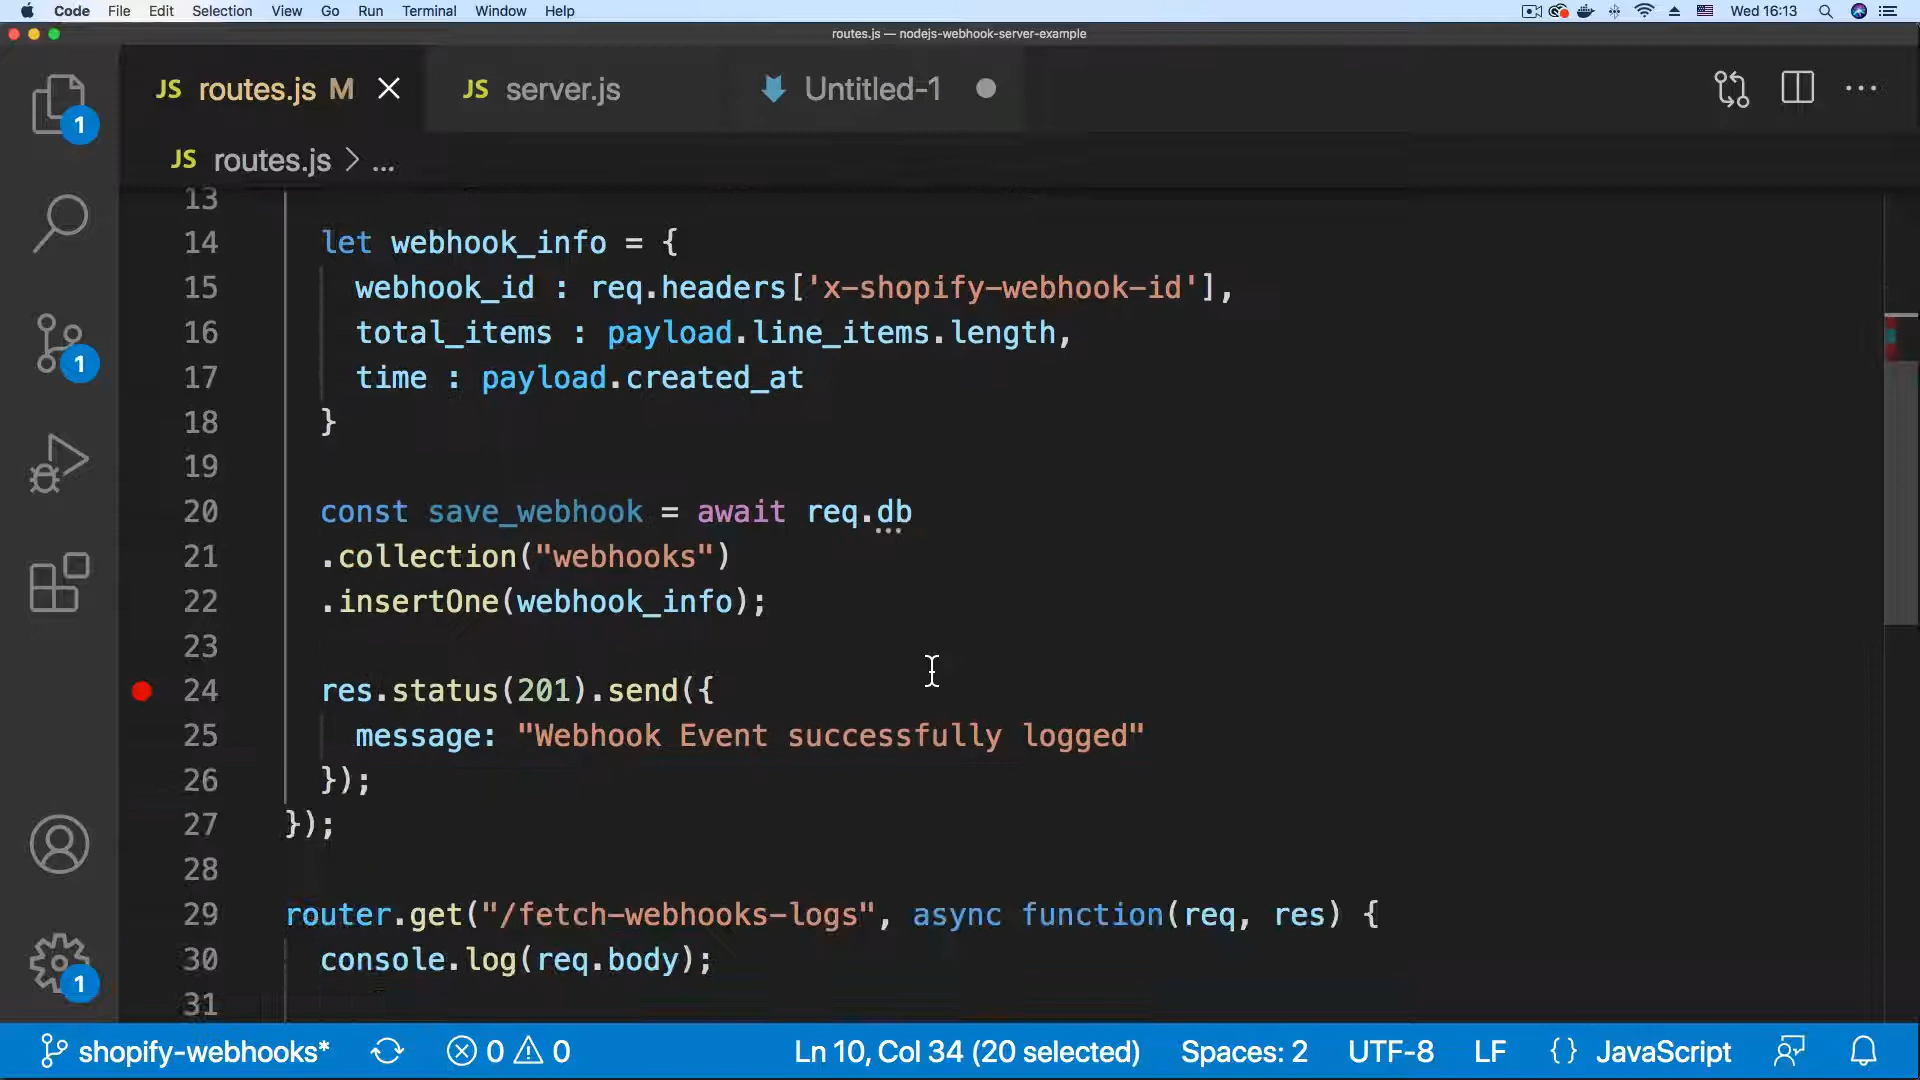 Code File Edit Selection View Go Run Terminal Window Help Wed 16:13
routes.js — nodejs-webhook-server-example
JS routes.js M JS server.js Untitled-1
JS routes.js > ...
13
14 let webhook_info = {
15 webhook_id : req.headers['x-shopify-webhook-id'],
16 total_items : payload.line_items.length,
17 time : payload.created_at
18 }
19
20 const save_webhook = await req.db
21 .collection("webhooks")
22 .insertOne(webhook_info);
23
24 res.status(201).send({
25 message: "Webhook Event successfully logged"
26 });
27 });
28
29 router.get("/fetch-webhooks-logs", async function(req, res) {
30 console.log(req.body);
31
1
1
1
shopify-webhooks* 0 0 Ln 10, Col 34 (20 selected) Spaces: 2 UTF-8 LF {} JavaScript